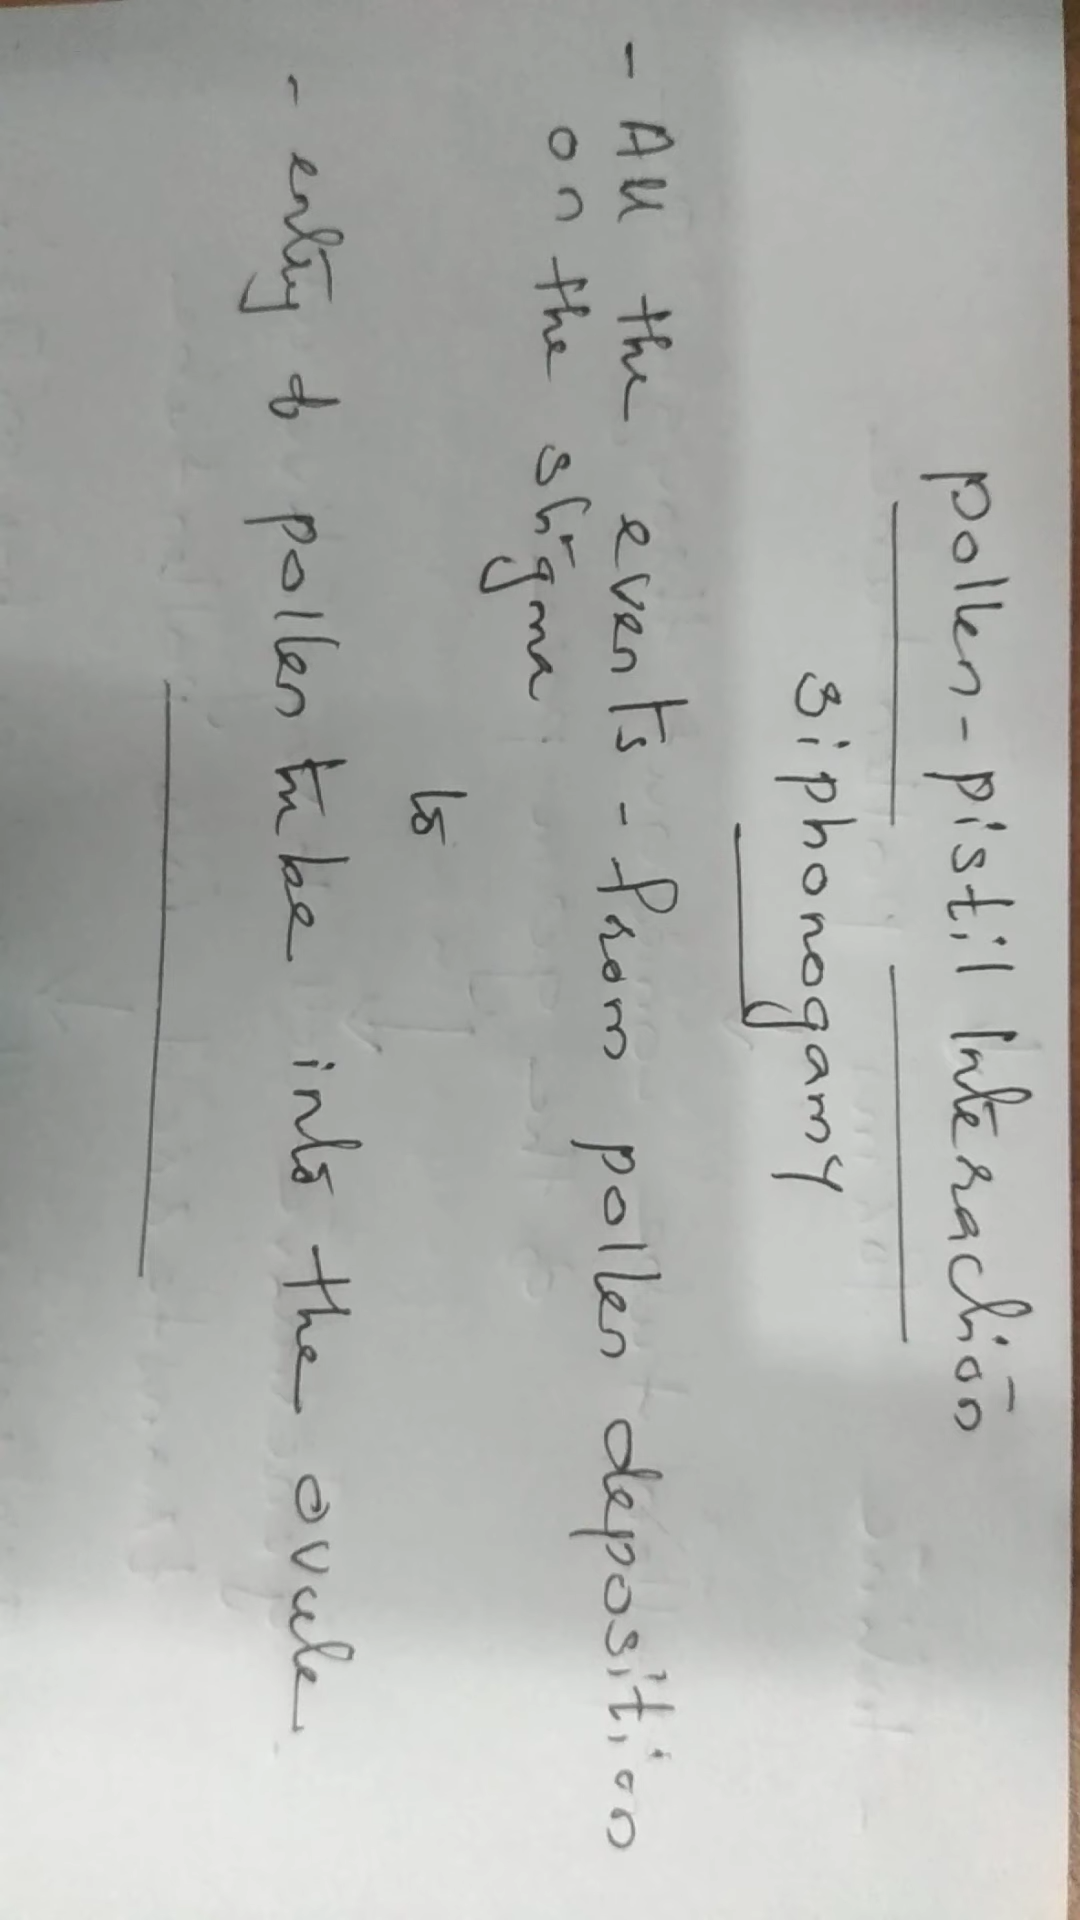 Pollen-pistil Interaction
Siphonogamy
- All the events - from pollen deposition
on the stigma
to
- entry of pollen tube into the ovule